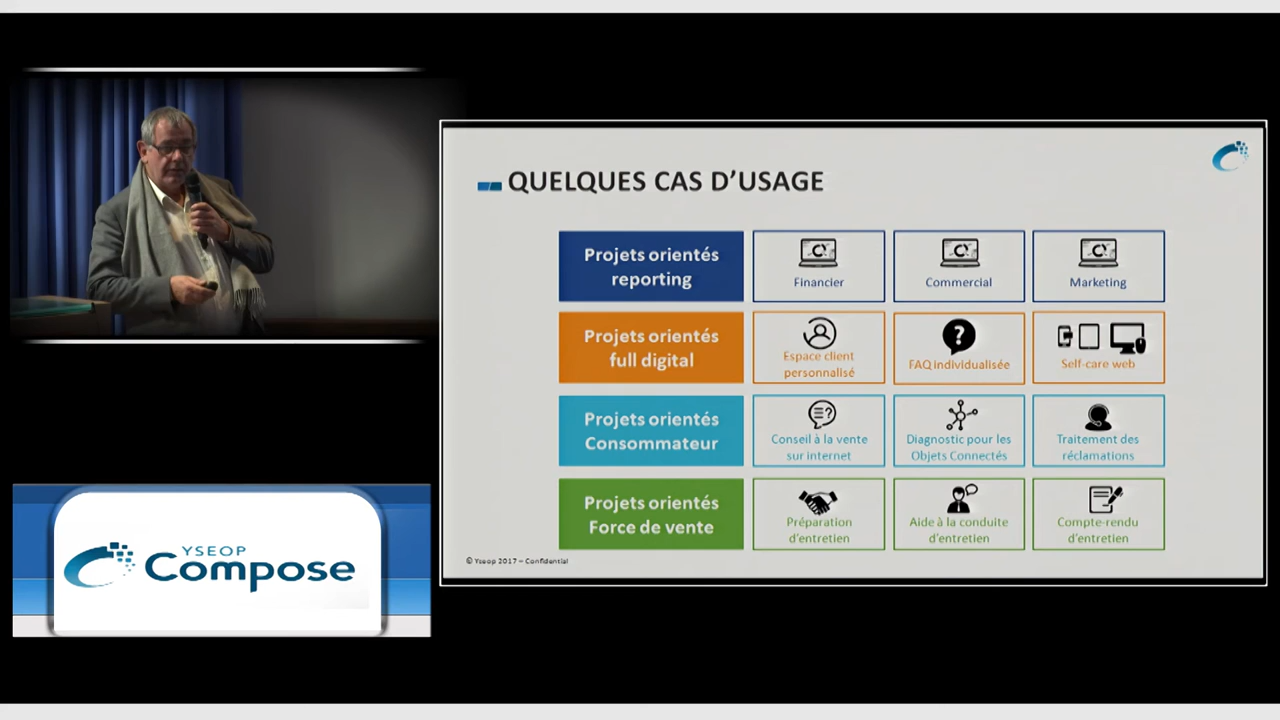 QUELQUES CAS D'USAGE
Projets orientés
reporting
Financier
Commercial
Marketing
Projets orientés
full digital
Espace client
personnalisé
FAQ individualisée
Self-care web
Projets orientés
Consommateur
Conseil à la vente
sur internet
Diagnostic pour les
Objets Connectés
Traitement des
réclamations
Projets orientés
Force de vente
Préparation
d'entretien
Aide à la conduite
d'entretien
Compte-rendu
d'entretien
© Yseop 2017 – Confidential
YSEOP
Compose